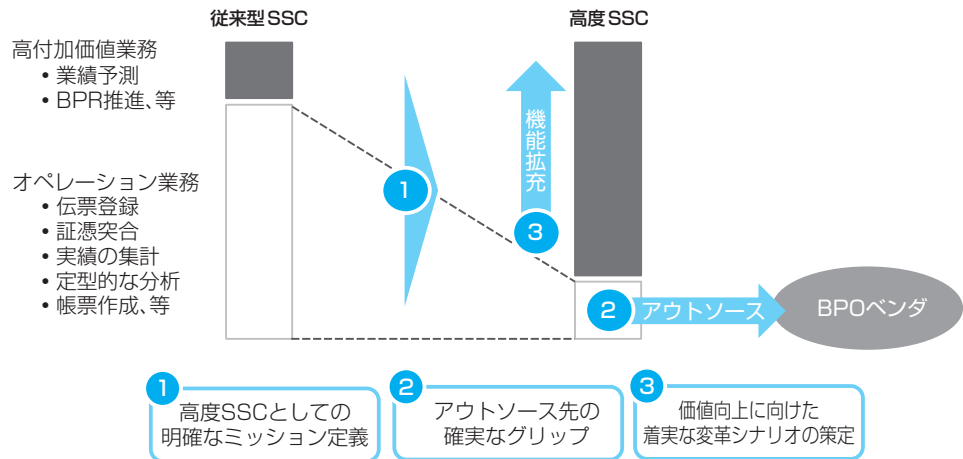 従来型SSC
高度SSC
高付加価値業務
• 業績予測
• BPR推進、等
オペレーション業務
• 伝票登録
• 証憑突合
• 実績の集計
• 定型的な分析
• 帳票作成、等
1
機能拡充
3
2
アウトソース
BPOベンダ
1
高度SSCとしての
明確なミッション定義
2
アウトソース先の
確実なグリップ
3
価値向上に向けた
着実な変革シナリオの策定